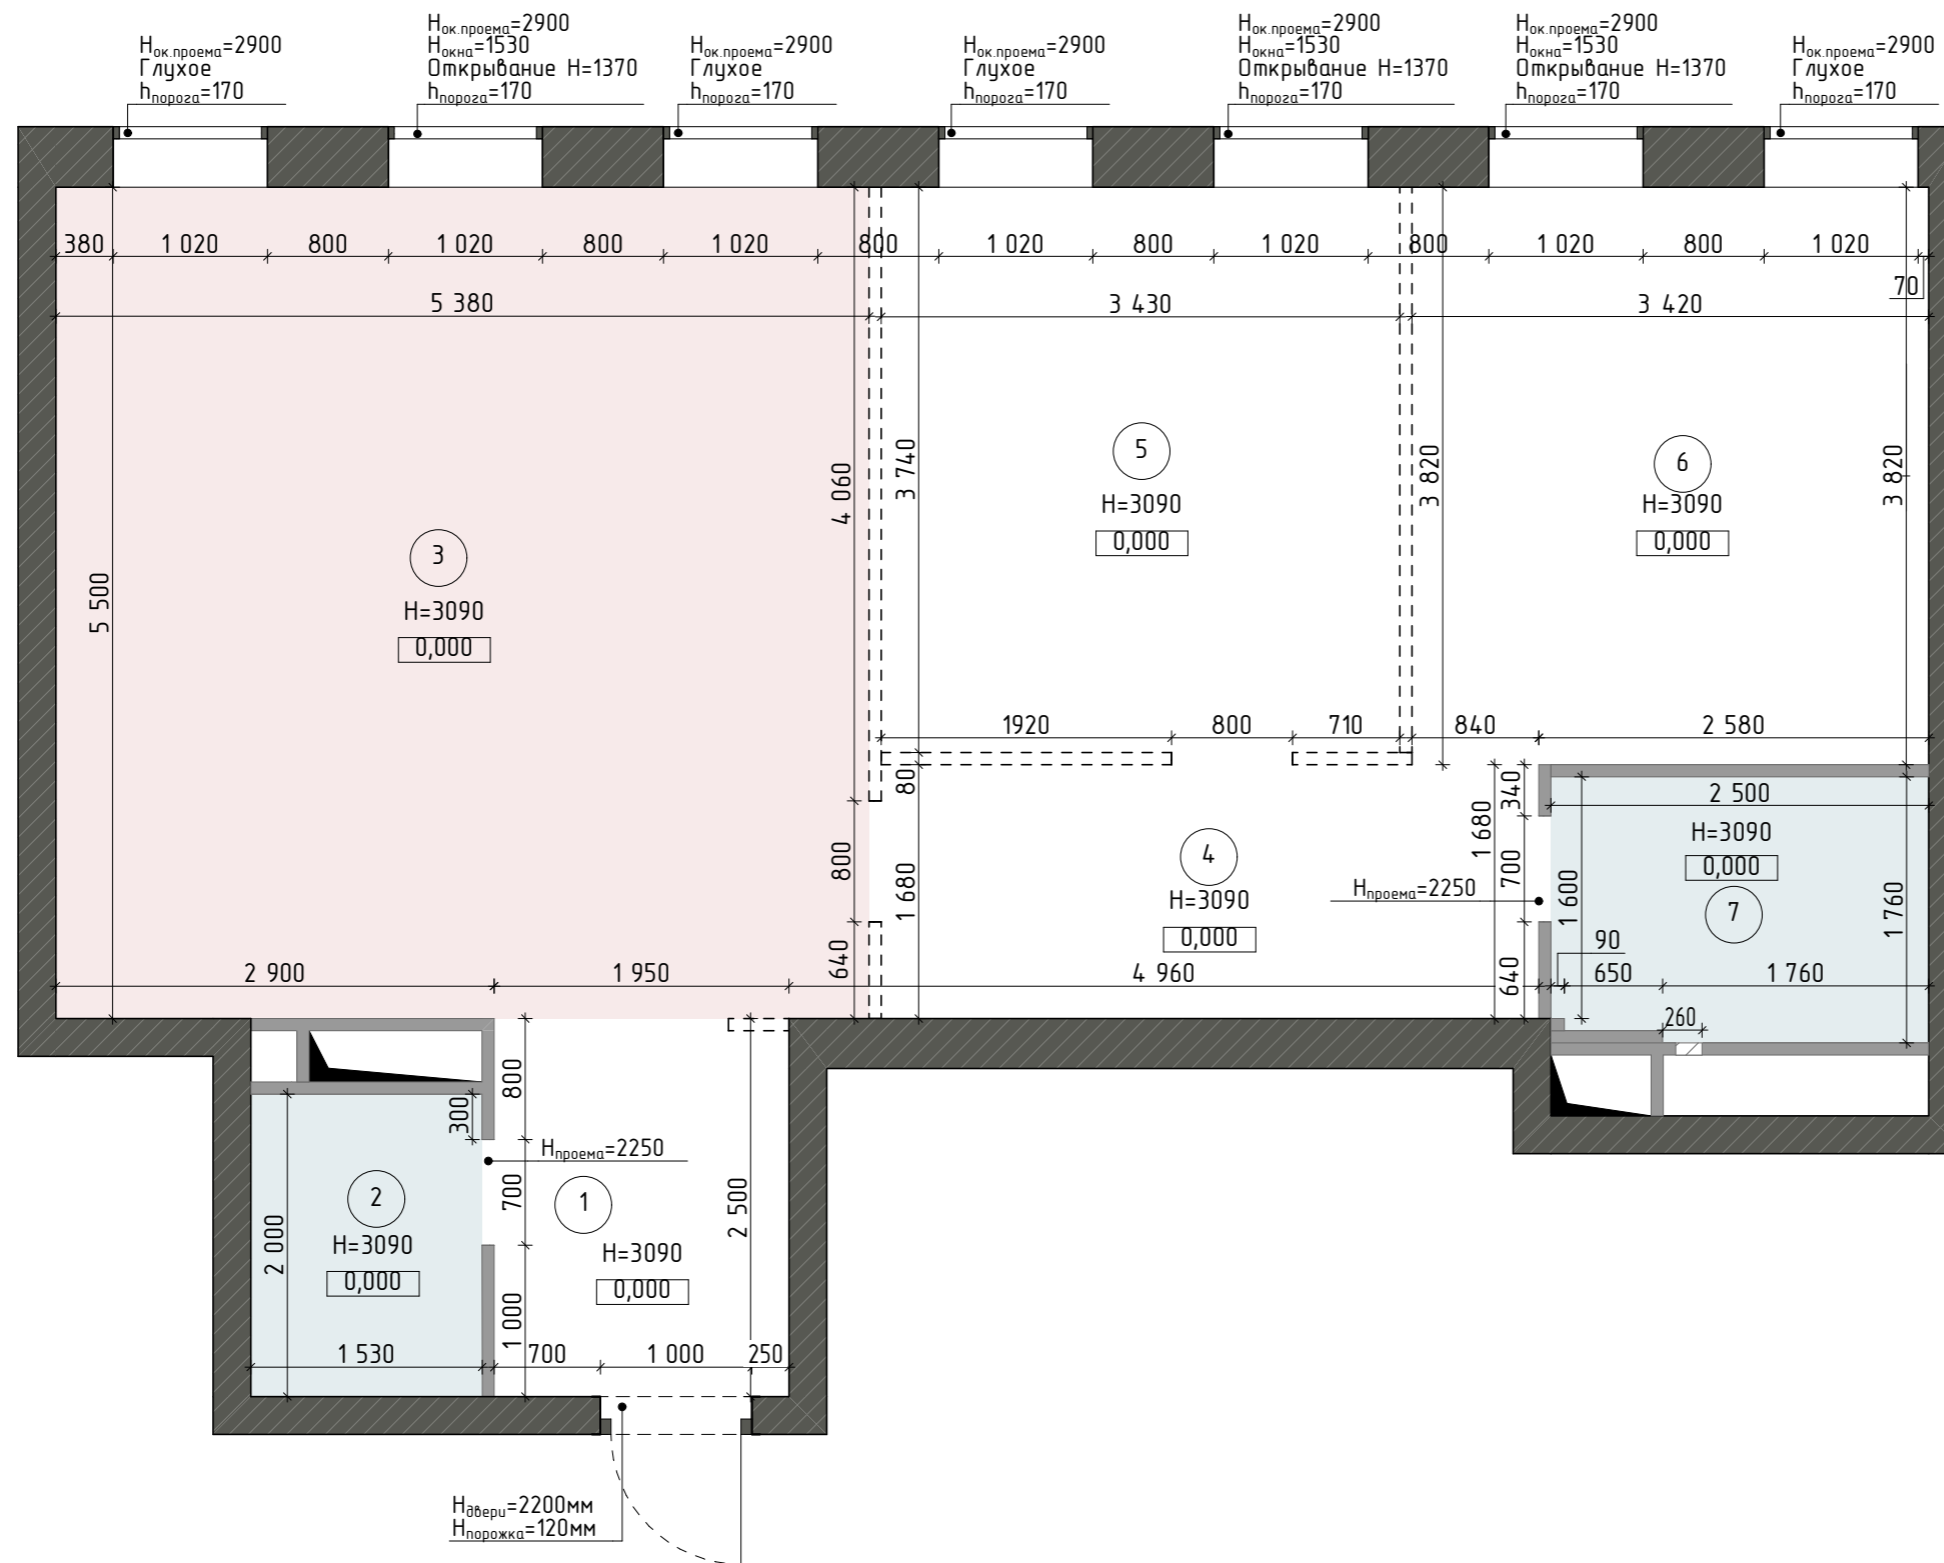 Hок.проема=2900
Глухое
hпорога=170
Hок.проема=2900
Hокна=1530
Открывание H=1370
hпорога=170
Hок.проема=2900
Глухое
hпорога=170
Hок.проема=2900
Глухое
hпорога=170
Hок.проема=2900
Hокна=1530
Открывание H=1370
hпорога=170
Hок.проема=2900
Hокна=1530
Открывание H=1370
hпорога=170
Hок.проема=2900
Глухое
hпорога=170
380 1 020 800 1 020 800 1 020 800 1 020 800 1 020 800 1 020 800 1 020
70
5 380 3 430 3 420
5 500
4 060
3 740
3 820
3 820
3
H=3090
0,000
5
H=3090
0,000
6
H=3090
0,000
1920 800 710 840 2 580
80
800
1 680
640
4
H=3090
0,000
1 680
340
700
640
Hпроема=2250
2 500
H=3090
0,000
7
1 600
1 760
90
650 1 760
260
2 900 1 950 4 960
800
300
Hпроема=2250
700
2 500
1
H=3090
0,000
2
H=3090
0,000
2 000
1 000
1 530 700 1 000 250
Hдвери=2200мм
Hпорожка=120мм